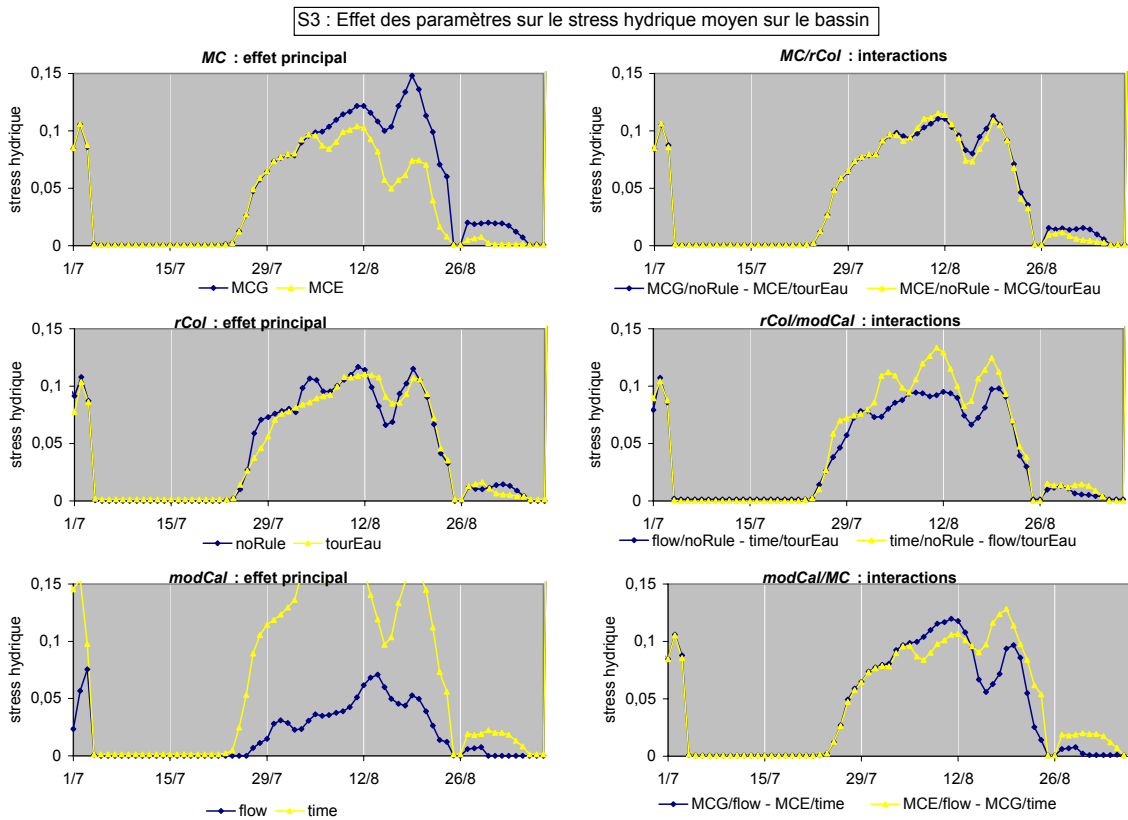 S3 : Effet des paramètres sur le stress hydrique moyen sur le bassin
MC : effet principal
stress hydrique
0,15
0,1
0,05
0
1/7 15/7 29/7 12/8 26/8
MCG MCE
MC/rCol : interactions
stress hydrique
0,15
0,1
0,05
0
1/7 15/7 29/7 12/8 26/8
MCG/noRule - MCE/tourEau MCE/noRule - MCG/tourEau
rCol : effet principal
stress hydrique
0,15
0,1
0,05
0
1/7 15/7 29/7 12/8 26/8
noRule tourEau
rCol/modCal : interactions
stress hydrique
0,15
0,1
0,05
0
1/7 15/7 29/7 12/8 26/8
flow/noRule - time/tourEau time/noRule - flow/tourEau
modCal : effet principal
stress hydrique
0,15
0,1
0,05
0
1/7 15/7 29/7 12/8 26/8
flow time
modCal/MC : interactions
stress hydrique
0,15
0,1
0,05
0
1/7 15/7 29/7 12/8 26/8
MCG/flow - MCE/time MCE/flow - MCG/time